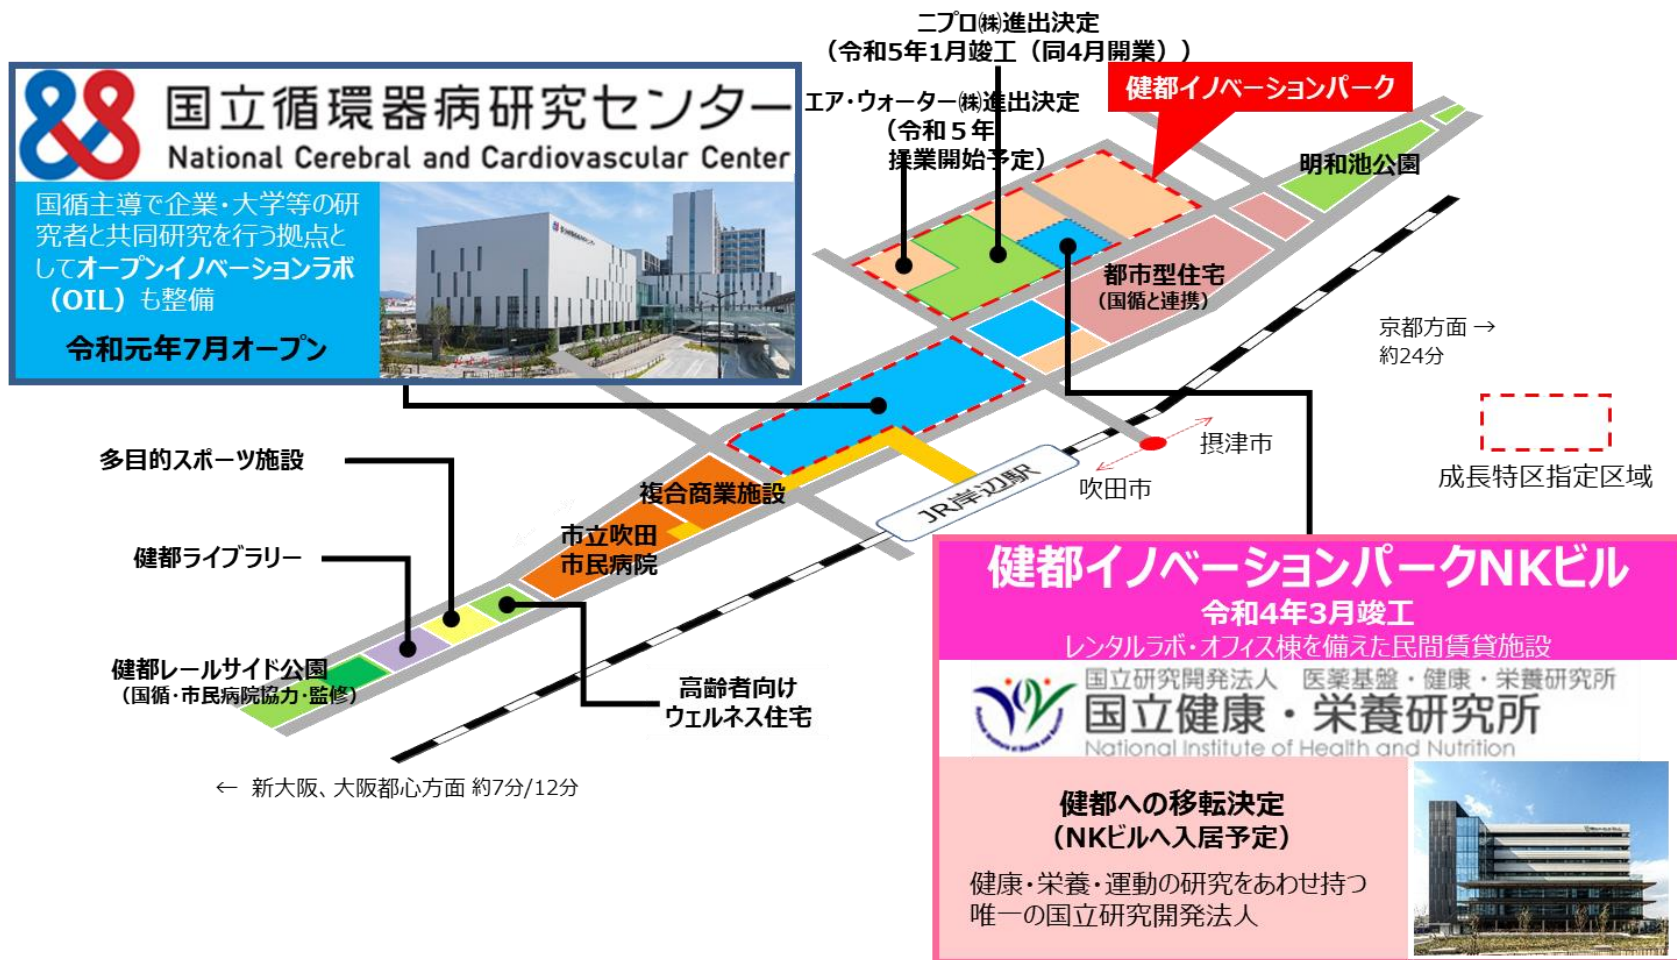 ニプロ㈱進出決定
（令和5年1月竣工（同4月開業））
健都イノベーションパーク
エア・ウォーター㈱進出決定
（令和５年
操業開始予定）
国立循環器病研究センター
National Cerebral and Cardiovascular Center
国循主導で企業・大学等の研
究者と共同研究を行う拠点と
してオープンイノベーションラボ
（OIL）も整備
令和元年7月オープン
明和池公園
都市型住宅
（国循と連携）
京都方面 →
約24分
摂津市
吹田市
成長特区指定区域
JR岸辺駅
多目的スポーツ施設
複合商業施設
市立吹田
市民病院
健都ライブラリー
健都レールサイド公園
（国循・市民病院協力・監修）
高齢者向け
ウェルネス住宅
← 新大阪、大阪都心方面 約7分/12分
健都イノベーションパークNKビル
令和4年3月竣工
レンタルラボ・オフィス棟を備えた民間賃貸施設
国立研究開発法人　医薬基盤・健康・栄養研究所
国立健康・栄養研究所
National Institute of Health and Nutrition
健都への移転決定
（NKビルへ入居予定）
健康・栄養・運動の研究をあわせ持つ
唯一の国立研究開発法人